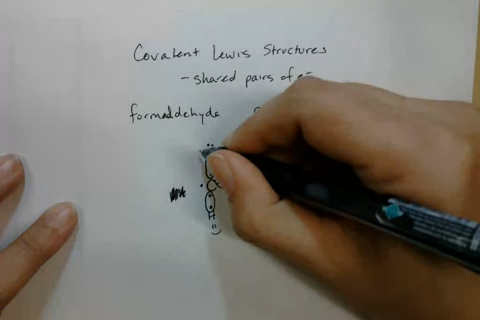 Covalent Lewis Structures
- shared pairs of e-
formaldehyde
H